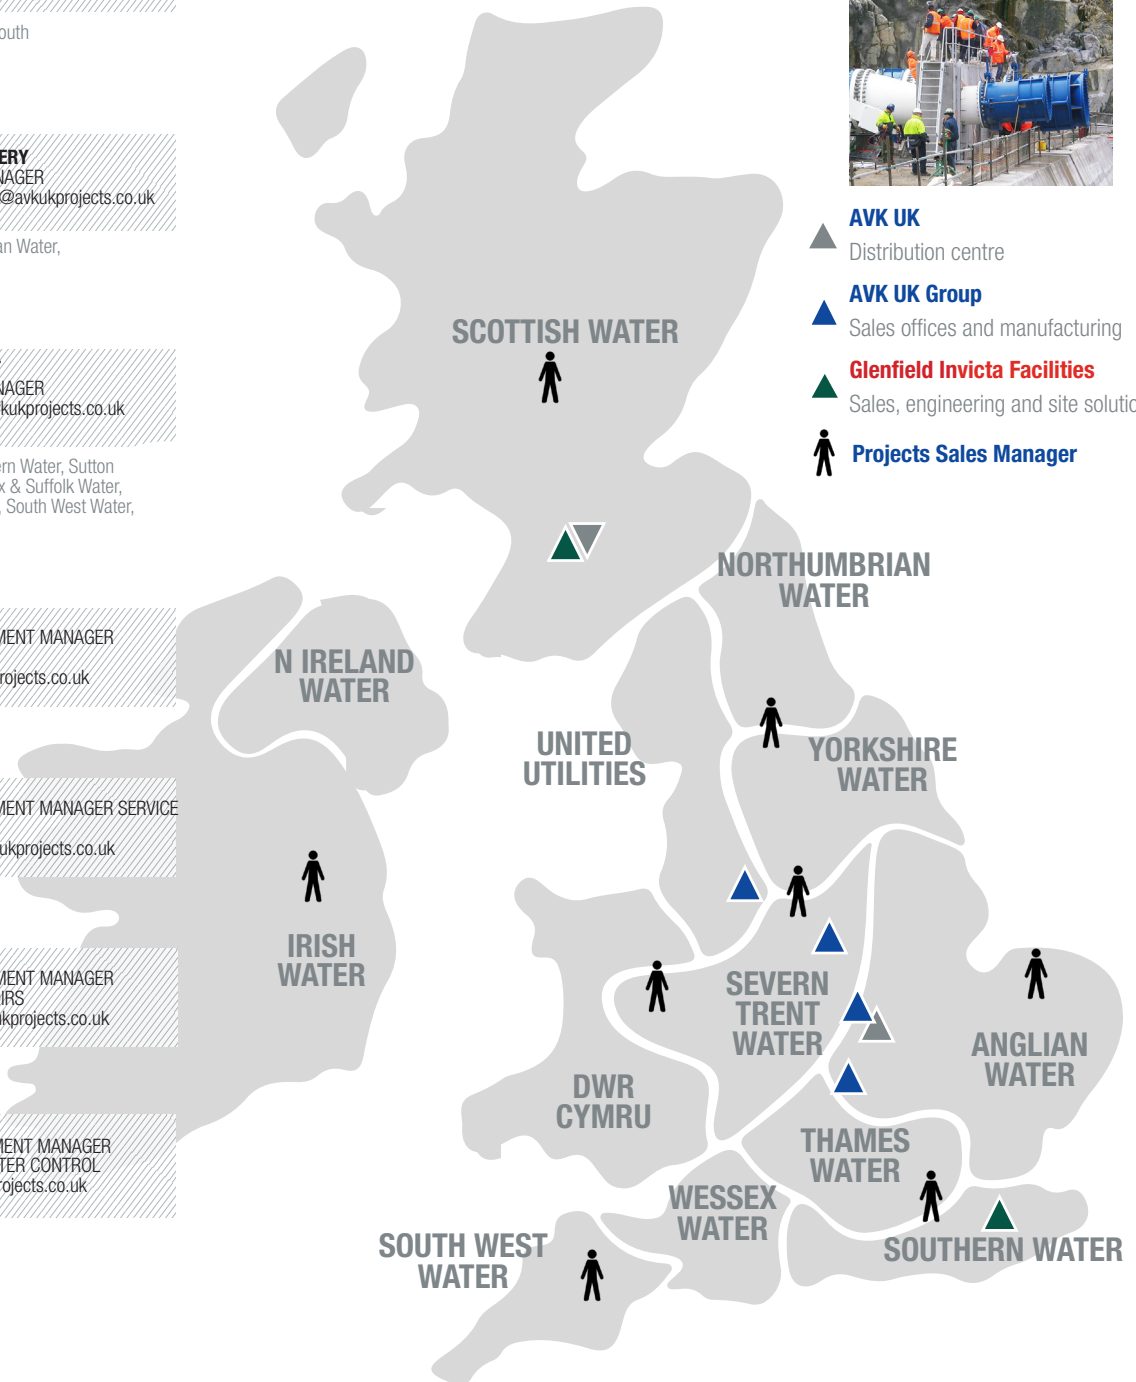 outh
ERY
NAGER
@avkukprojects.co.uk
an Water,
NAGER
kukprojects.co.uk
ern Water, Sutton
x & Suffolk Water,
, South West Water,
MENT MANAGER
rojects.co.uk
MENT MANAGER SERVICE
ukprojects.co.uk
MENT MANAGER
IRS
ukprojects.co.uk
MENT MANAGER
TER CONTROL
rojects.co.uk
AVK UK
Distribution centre
AVK UK Group
Sales offices and manufacturing
Glenfield Invicta Facilities
Sales, engineering and site solutio
Projects Sales Manager
SCOTTISH WATER
NORTHUMBRIAN
WATER
N IRELAND
WATER
UNITED
UTILITIES
YORKSHIRE
WATER
IRISH
WATER
SEVERN
TRENT
WATER
ANGLIAN
WATER
DWR
CYMRU
THAMES
WATER
WESSEX
WATER
SOUTH WEST
WATER
SOUTHERN WATER